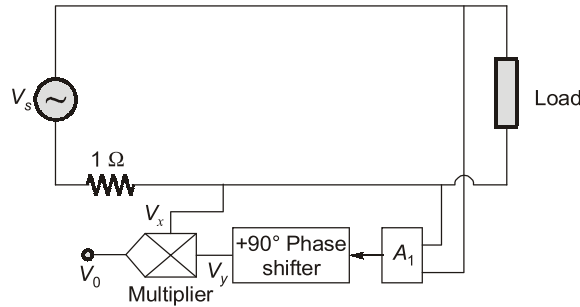 Vs
Load
1 Ω
Vx
+90° Phase
shifter
A1
V0
Vy
Multiplier